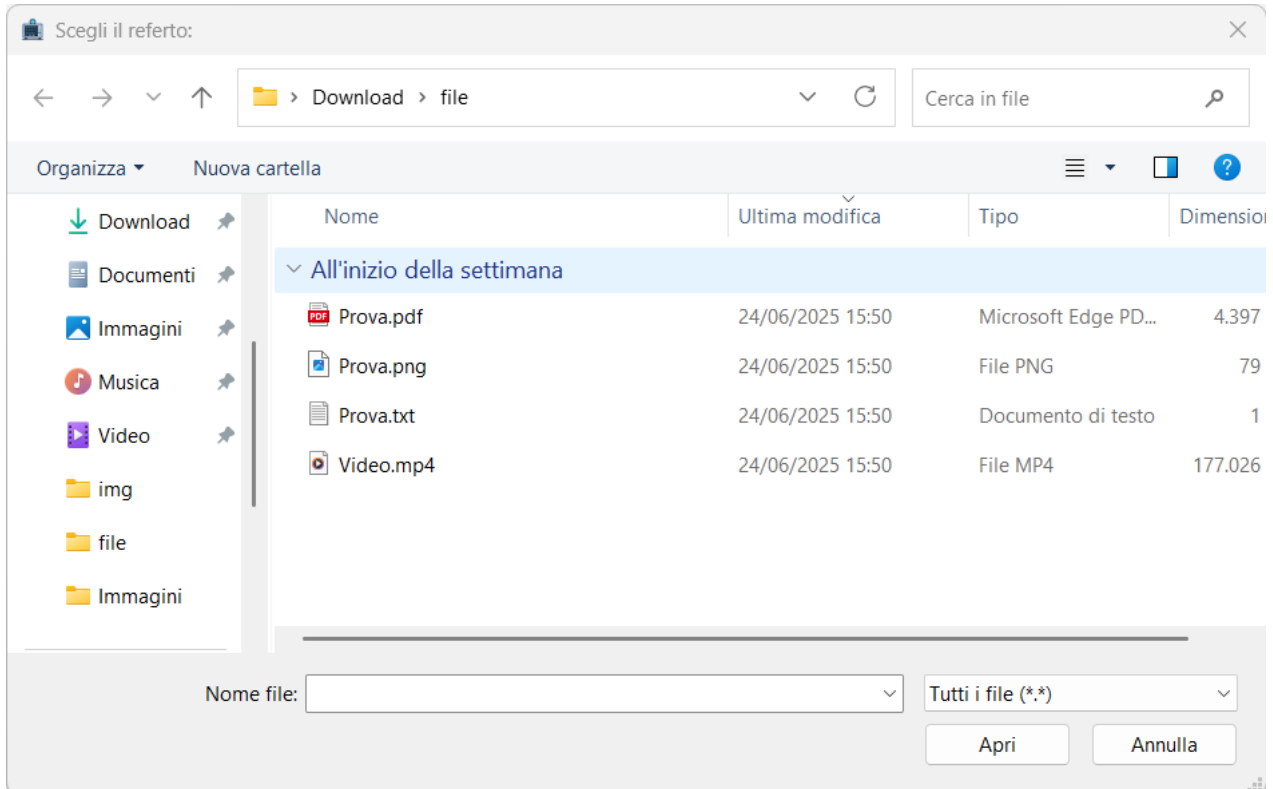 Scegli il referto:
Download > file
Cerca in file
Organizza
Nuova cartella
?
Download
Documenti
Immagini
Musica
Video
img
file
Immagini
Nome Ultima modifica Tipo Dimension
All'inizio della settimana
PDF Prova.pdf 24/06/2025 15:50 Microsoft Edge PD... 4.397
Prova.png 24/06/2025 15:50 File PNG 79
Prova.txt 24/06/2025 15:50 Documento di testo 1
Video.mp4 24/06/2025 15:50 File MP4 177.026
Nome file:
Tutti i file (*.*)
Apri
Annulla